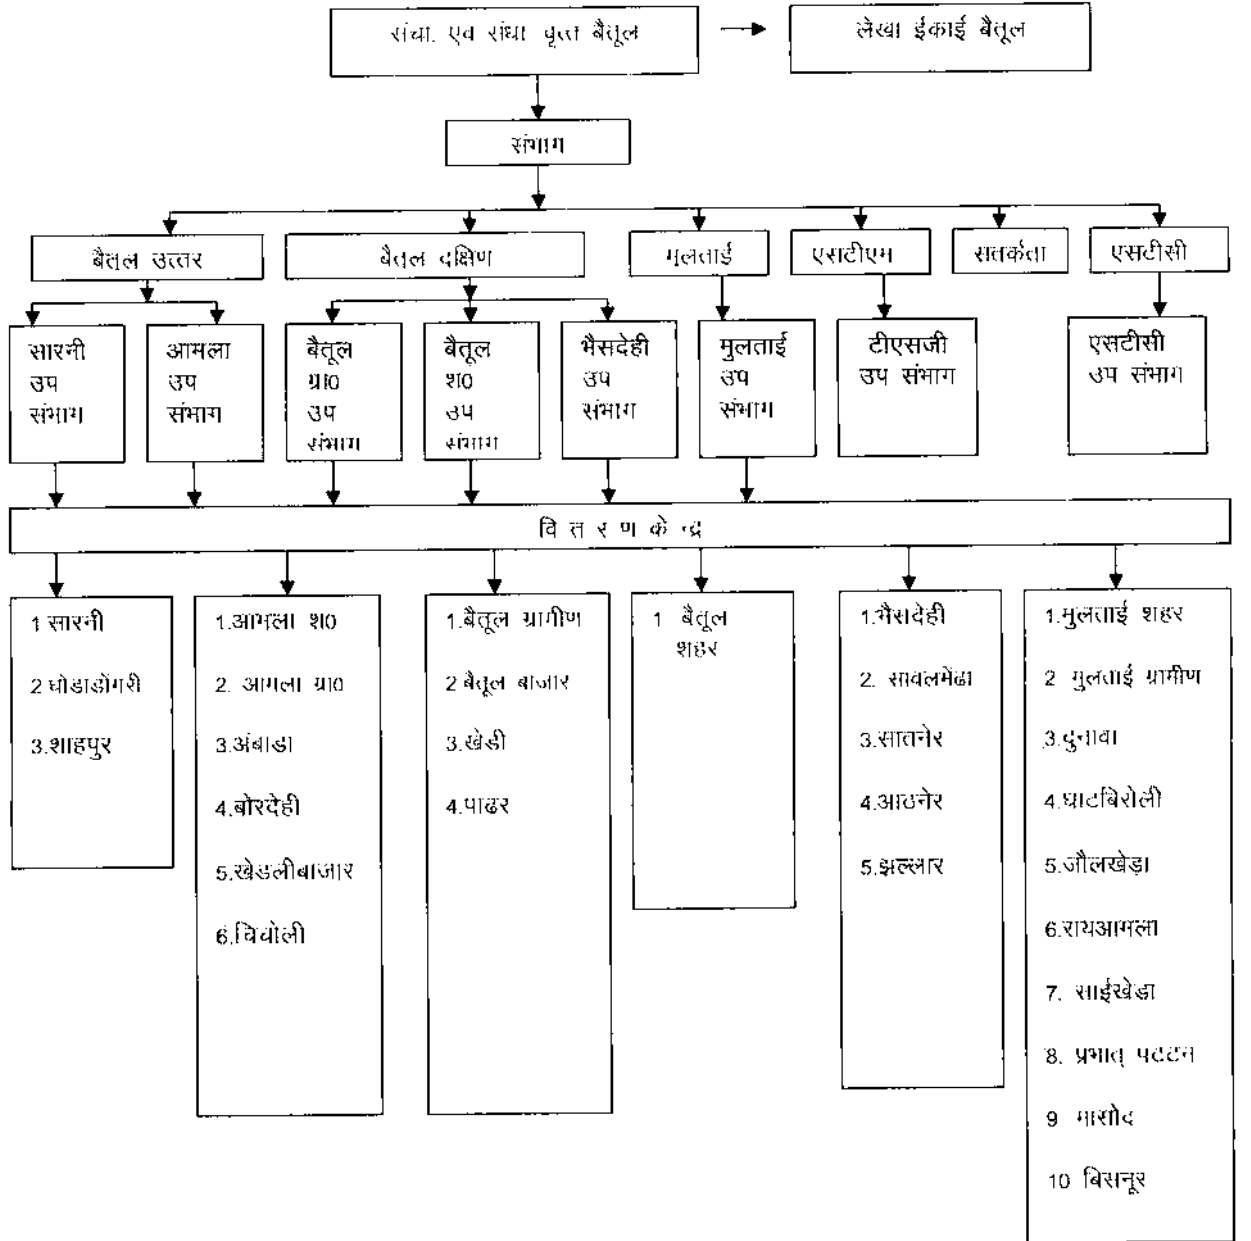 संचा. एव संधा वृत्त बैतूल
लेखा ईकाई बैतूल
संभाग
बैतूल उत्तर
बैतूल दक्षिण
मुलताई
एसटीएम
सतर्कता
एसटीसी
सारनी
उप
संभाग
आमला
उप
संभाग
बैतूल
ग्रा0
उप
संभाग
बैतूल
श0
उप
संभाग
भैसदेही
उप
संभाग
मुलताई
उप
संभाग
टीएसजी
उप संभाग
एसटीसी
उप संभाग
वि त र ण के न्द्र
1 सारनी
2 घोडाडोंगरी
3.शाहपुर
1.आमला श0
2. आमला ग्रा0
3.अंबाडा
4.बोरदेही
5.खेडलीबाजार
6.चिचोली
1.बैतूल ग्रामीण
2 बैतूल बाजार
3.खेडी
4.पाढर
1 बैतूल
शहर
1.भैसदेही
2. सावलमेंढा
3.सातनेर
4.आठनेर
5.झल्लार
1.मुलताई शहर
2 मुलताई ग्रामीण
3.दुनावा
4.घाटबिरोली
5.जौलखेड़ा
6.रायआमला
7. साईखेडा
8. प्रभात् पटटन
9 मासोद
10 बिसनूर